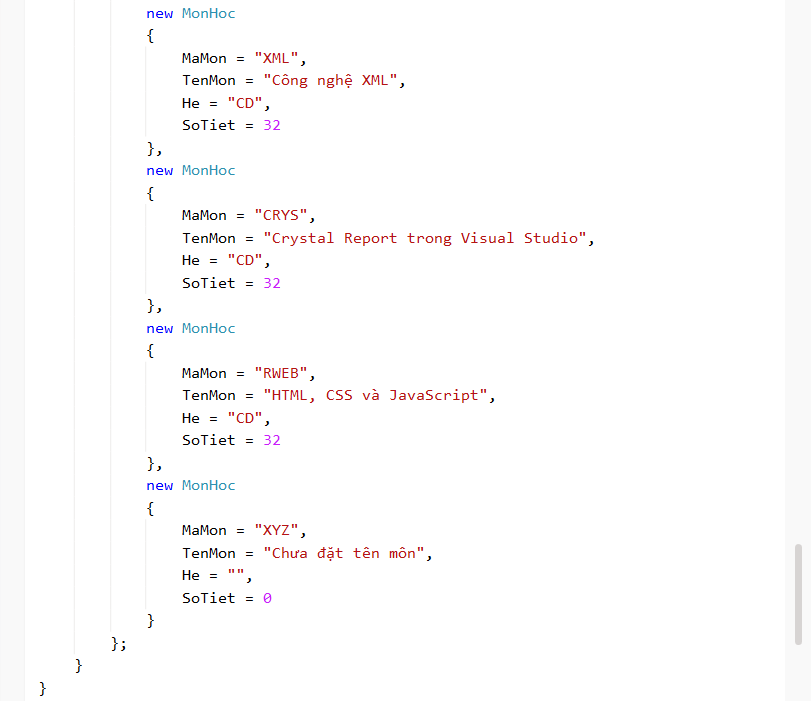 new MonHoc
{
MaMon = "XML",
TenMon = "Công nghệ XML",
He = "CD",
SoTiet = 32
},
new MonHoc
{
MaMon = "CRYS",
TenMon = "Crystal Report trong Visual Studio",
He = "CD",
SoTiet = 32
},
new MonHoc
{
MaMon = "RWEB",
TenMon = "HTML, CSS và JavaScript",
He = "CD",
SoTiet = 32
},
new MonHoc
{
MaMon = "XYZ",
TenMon = "Chưa đặt tên môn",
He = "",
SoTiet = 0
}
};
}
}